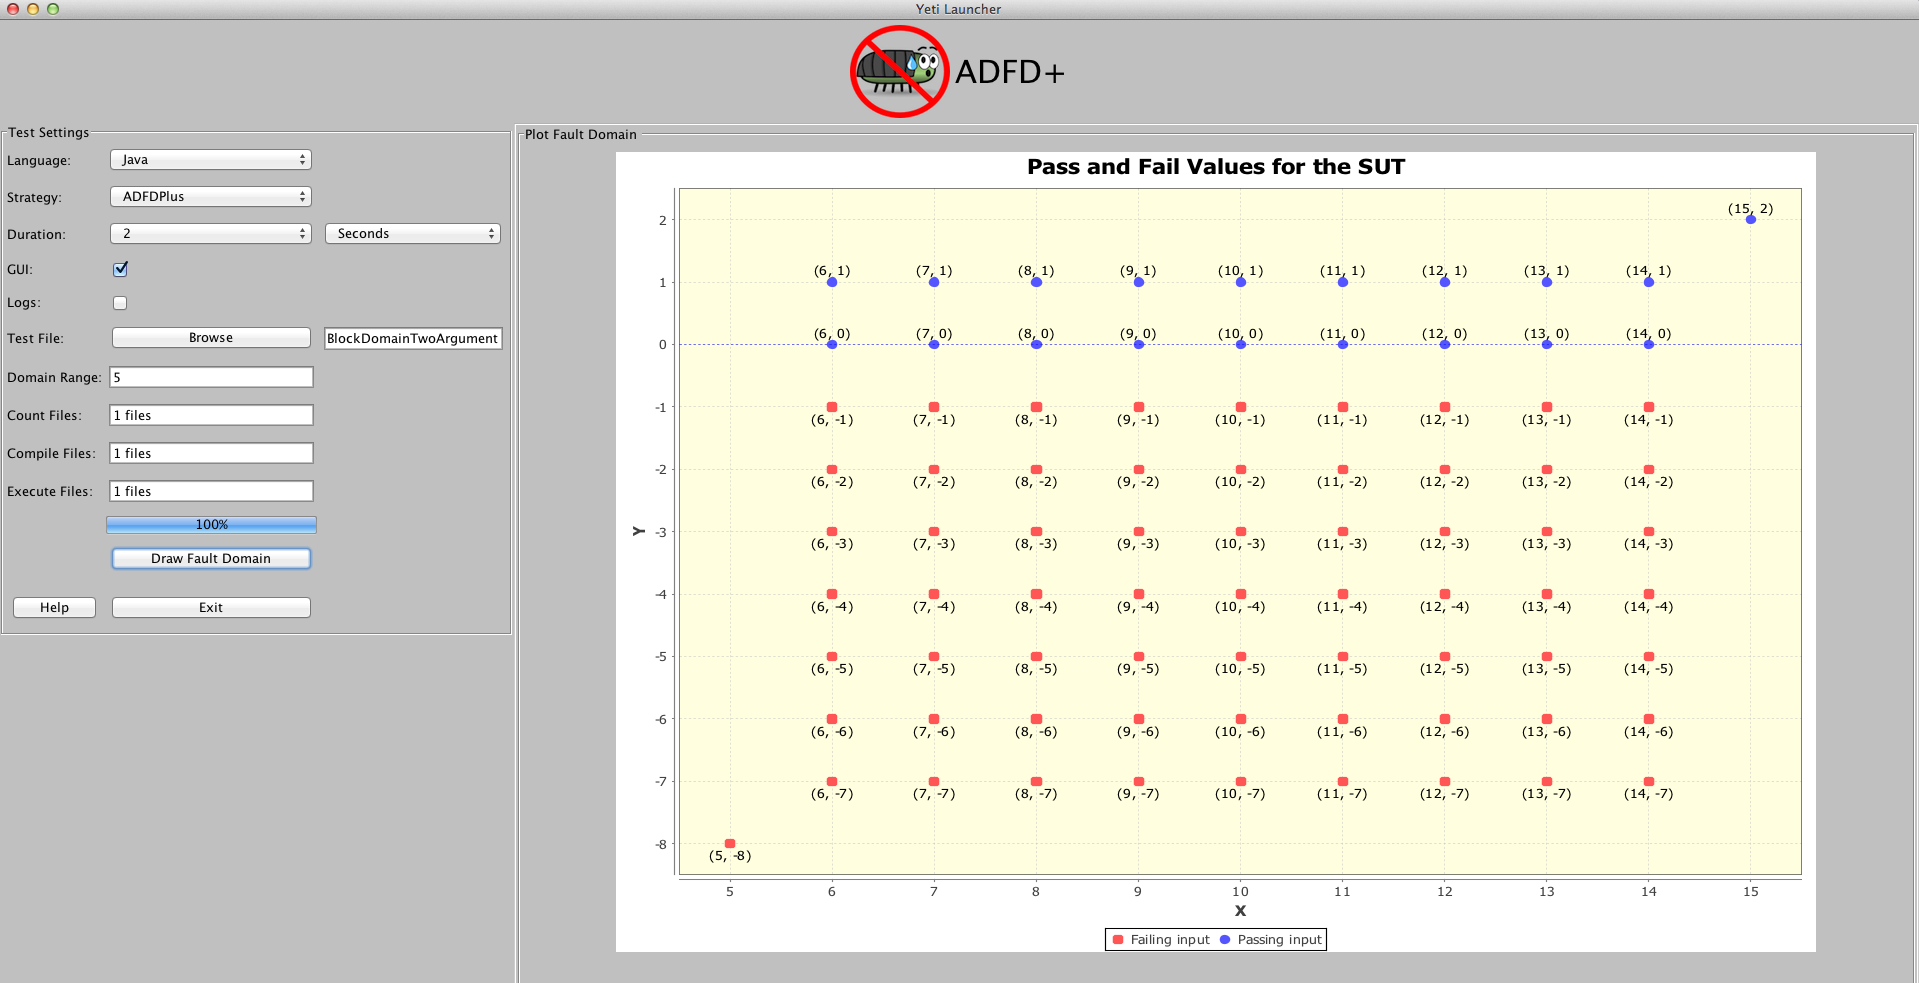 Yeti Launcher
ADFD+
Test Settings
Language: Java
Strategy: ADFDPlus
Duration: 2 Seconds
GUI:
Logs:
Test File: Browse BlockDomainTwoArgument
Domain Range: 5
Count Files: 1 files
Compile Files: 1 files
Execute Files: 1 files
100%
Draw Fault Domain
Help Exit
Plot Fault Domain
Pass and Fail Values for the SUT
(15, 2)
2
(6, 1) (7, 1) (8, 1) (9, 1) (10, 1) (11, 1) (12, 1) (13, 1) (14, 1)
1
(6, 0) (7, 0) (8, 0) (9, 0) (10, 0) (11, 0) (12, 0) (13, 0) (14, 0)
0
-1
(6, -1) (7, -1) (8, -1) (9, -1) (10, -1) (11, -1) (12, -1) (13, -1) (14, -1)
-2
(6, -2) (7, -2) (8, -2) (9, -2) (10, -2) (11, -2) (12, -2) (13, -2) (14, -2)
Y
-3
(6, -3) (7, -3) (8, -3) (9, -3) (10, -3) (11, -3) (12, -3) (13, -3) (14, -3)
-4
(6, -4) (7, -4) (8, -4) (9, -4) (10, -4) (11, -4) (12, -4) (13, -4) (14, -4)
-5
(6, -5) (7, -5) (8, -5) (9, -5) (10, -5) (11, -5) (12, -5) (13, -5) (14, -5)
-6
(6, -6) (7, -6) (8, -6) (9, -6) (10, -6) (11, -6) (12, -6) (13, -6) (14, -6)
-7
(6, -7) (7, -7) (8, -7) (9, -7) (10, -7) (11, -7) (12, -7) (13, -7) (14, -7)
-8
(5, -8)
5 6 7 8 9 10 11 12 13 14 15
X
Failing input Passing input